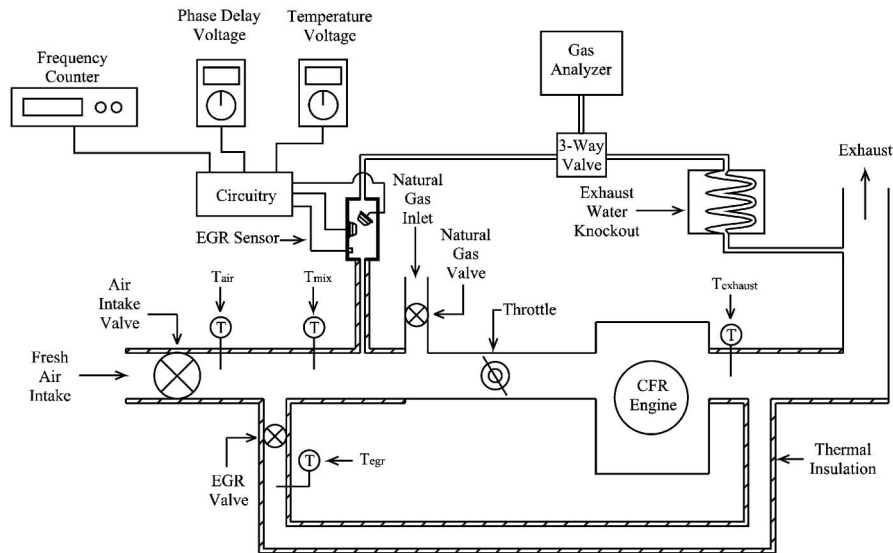 Phase Delay
Voltage
Temperature
Voltage
Frequency
Counter
Gas
Analyzer
3-Way
Valve
Exhaust
Circuitry
Natural
Gas
Inlet
Exhaust
Water
Knockout
EGR Sensor
Natural
Gas
Valve
Air
Intake
Valve
Tair
Tmix
Texhaust
T
T
Throttle
T
Fresh
Air
Intake
CFR
Engine
T
Tegr
EGR
Valve
Thermal
Insulation